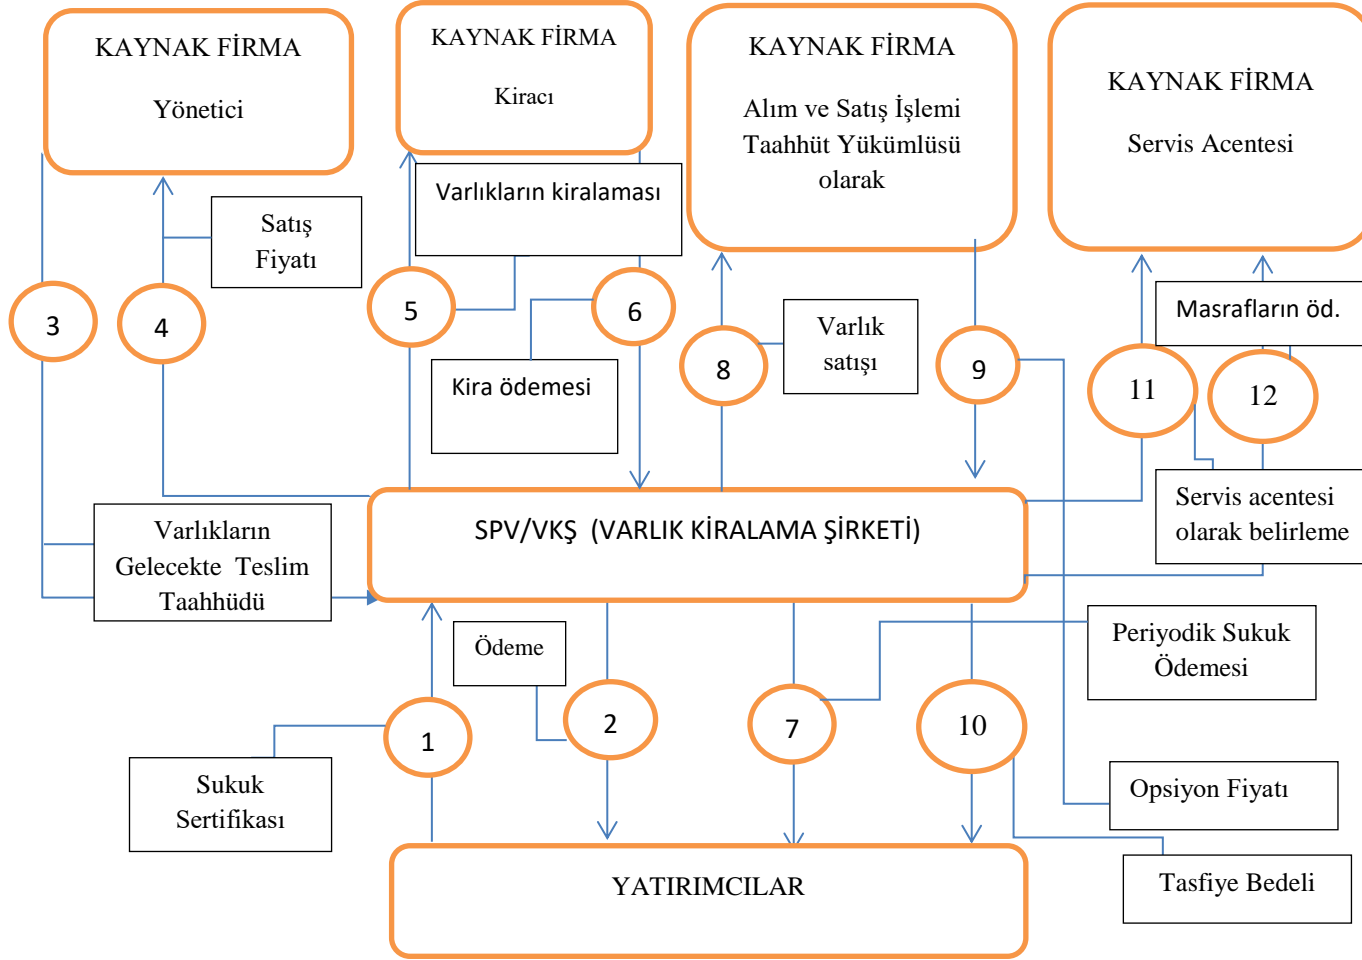 KAYNAK FİRMA
Yönetici
KAYNAK FİRMA
Kiracı
KAYNAK FİRMA
Alım ve Satış İşlemi
Taahhüt Yükümlüsü
olarak
KAYNAK FİRMA
Servis Acentesi
Satış
Fiyatı
Varlıkların kiralaması
3
4
5
6
Kira ödemesi
8
Varlık
satışı
9
Masrafların öd.
11
12
Varlıkların
Gelecekte Teslim
Taahhüdü
SPV/VKŞ (VARLIK KİRALAMA ŞİRKETİ)
Servis acentesi
olarak belirleme
Ödeme
Periyodik Sukuk
Ödemesi
1
2
7
10
Sukuk
Sertifikası
Opsiyon Fiyatı
YATIRIMCILAR
Tasfiye Bedeli